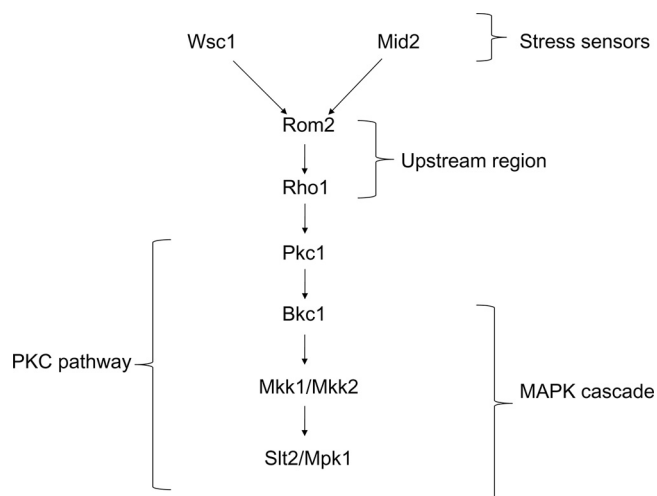 Wsc1
Mid2
Stress sensors
Rom2
Upstream region
Rho1
Pkc1
Bkc1
PKC pathway
Mkk1/Mkk2
MAPK cascade
Slt2/Mpk1